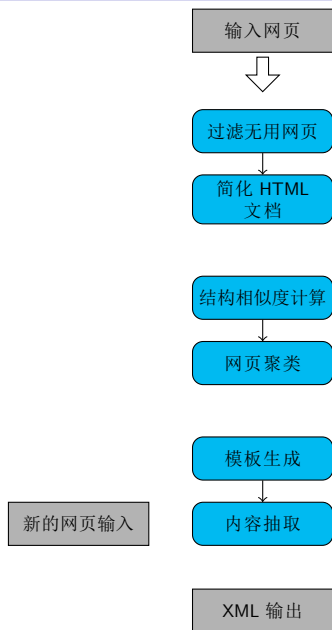 输入网页
过滤无用网页
简化 HTML
文档
结构相似度计算
网页聚类
模板生成
新的网页输入
内容抽取
XML 输出